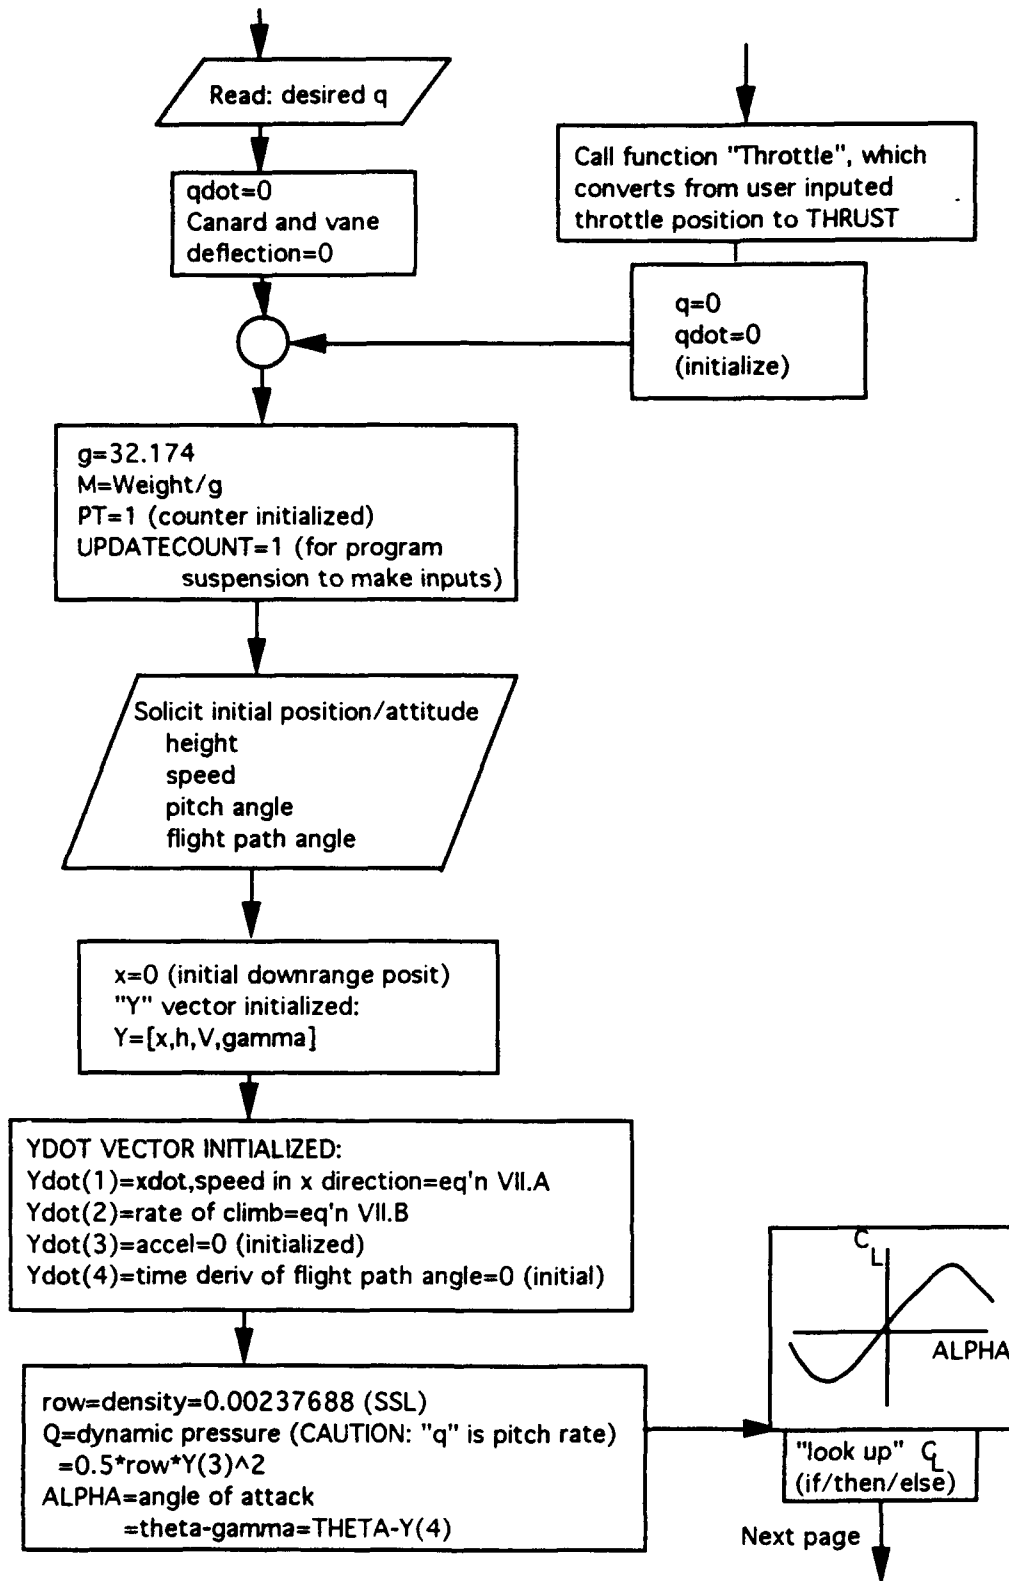 Read: desired q
qdot=0
Canard and vane
deflection=0
Call function "Throttle", which
converts from user inputed
throttle position to THRUST
q=0
qdot=0
(initialize)
g=32.174
M=Weight/g
PT=1 (counter initialized)
UPDATECOUNT=1 (for program
suspension to make inputs)
Solicit initial position/attitude
height
speed
pitch angle
flight path angle
x=0 (initial downrange posit)
"Y" vector initialized:
Y=[x,h,V,gamma]
YDOT VECTOR INITIALIZED:
Ydot(1)=xdot,speed in x direction=eq'n VII.A
Ydot(2)=rate of climb=eq'n VII.B
Ydot(3)=accel=0 (initialized)
Ydot(4)=time deriv of flight path angle=0 (initial)
row=density=0.00237688 (SSL)
Q=dynamic pressure (CAUTION: "q" is pitch rate)
=0.5*row*Y(3)^2
ALPHA=angle of attack
=theta-gamma=THETA-Y(4)
CL
ALPHA
"look up" CL
(if/then/else)
Next page